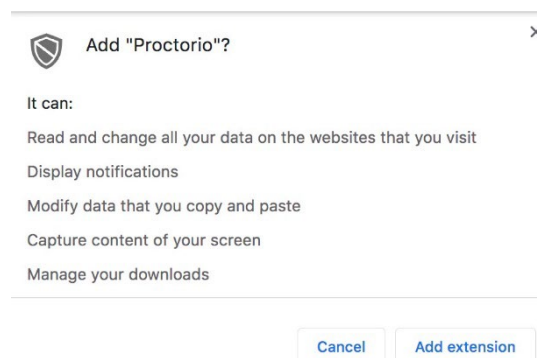 Add "Proctorio"?
It can:
Read and change all your data on the websites that you visit
Display notifications
Modify data that you copy and paste
Capture content of your screen
Manage your downloads
Cancel
Add extension